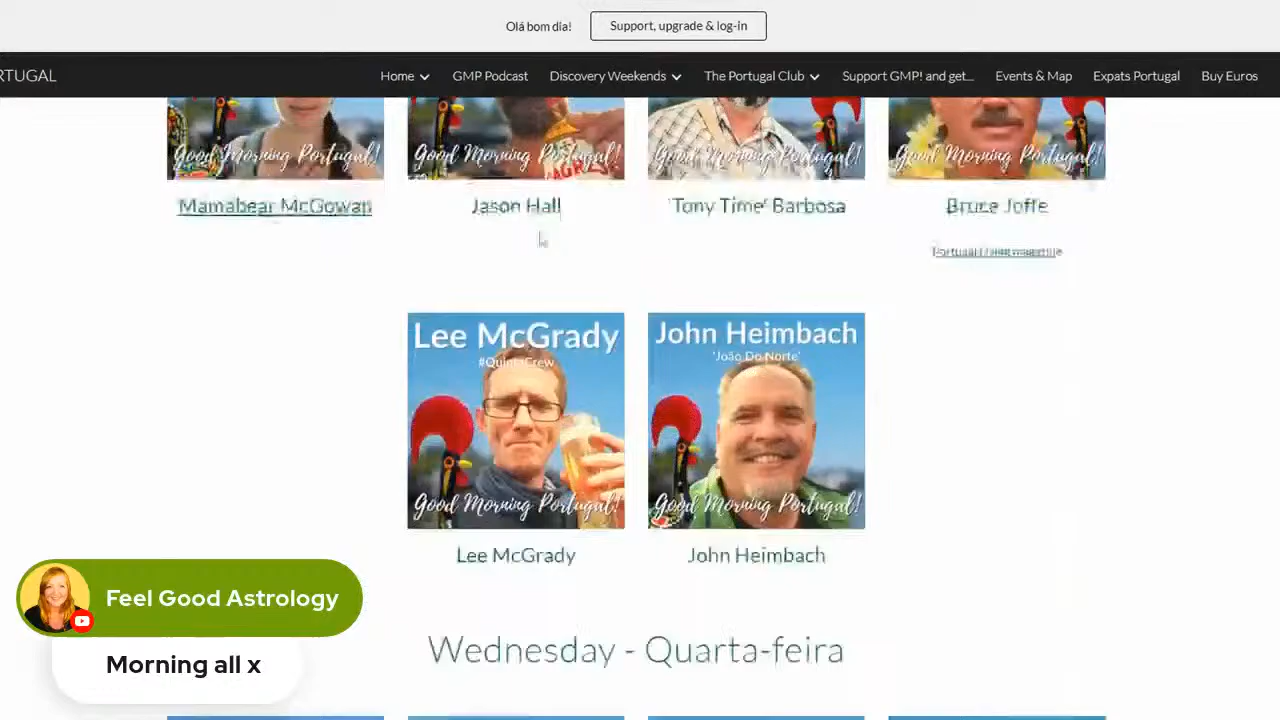 Olá bom dia!
Support, upgrade & log-in
RTUGAL
Home
GMP Podcast
Discovery Weekends
The Portugal Club
Support GMP! and get...
Events & Map
Expats Portugal
Buy Euros
Good Morning Portugal!
Good Morning Portugal!
Good Morning Portugal!
Good Morning Portugal!
Mamabear McGowan
Jason Hall
'Tony Time' Barbosa
Bruce Joffe
Portugal
Lee McGrady
#QuintaCrew
John Heimbach
'João Do Norte'
Good Morning Portugal!
Good Morning Portugal!
Lee McGrady
John Heimbach
Feel Good Astrology
Morning all x
Wednesday - Quarta-feira